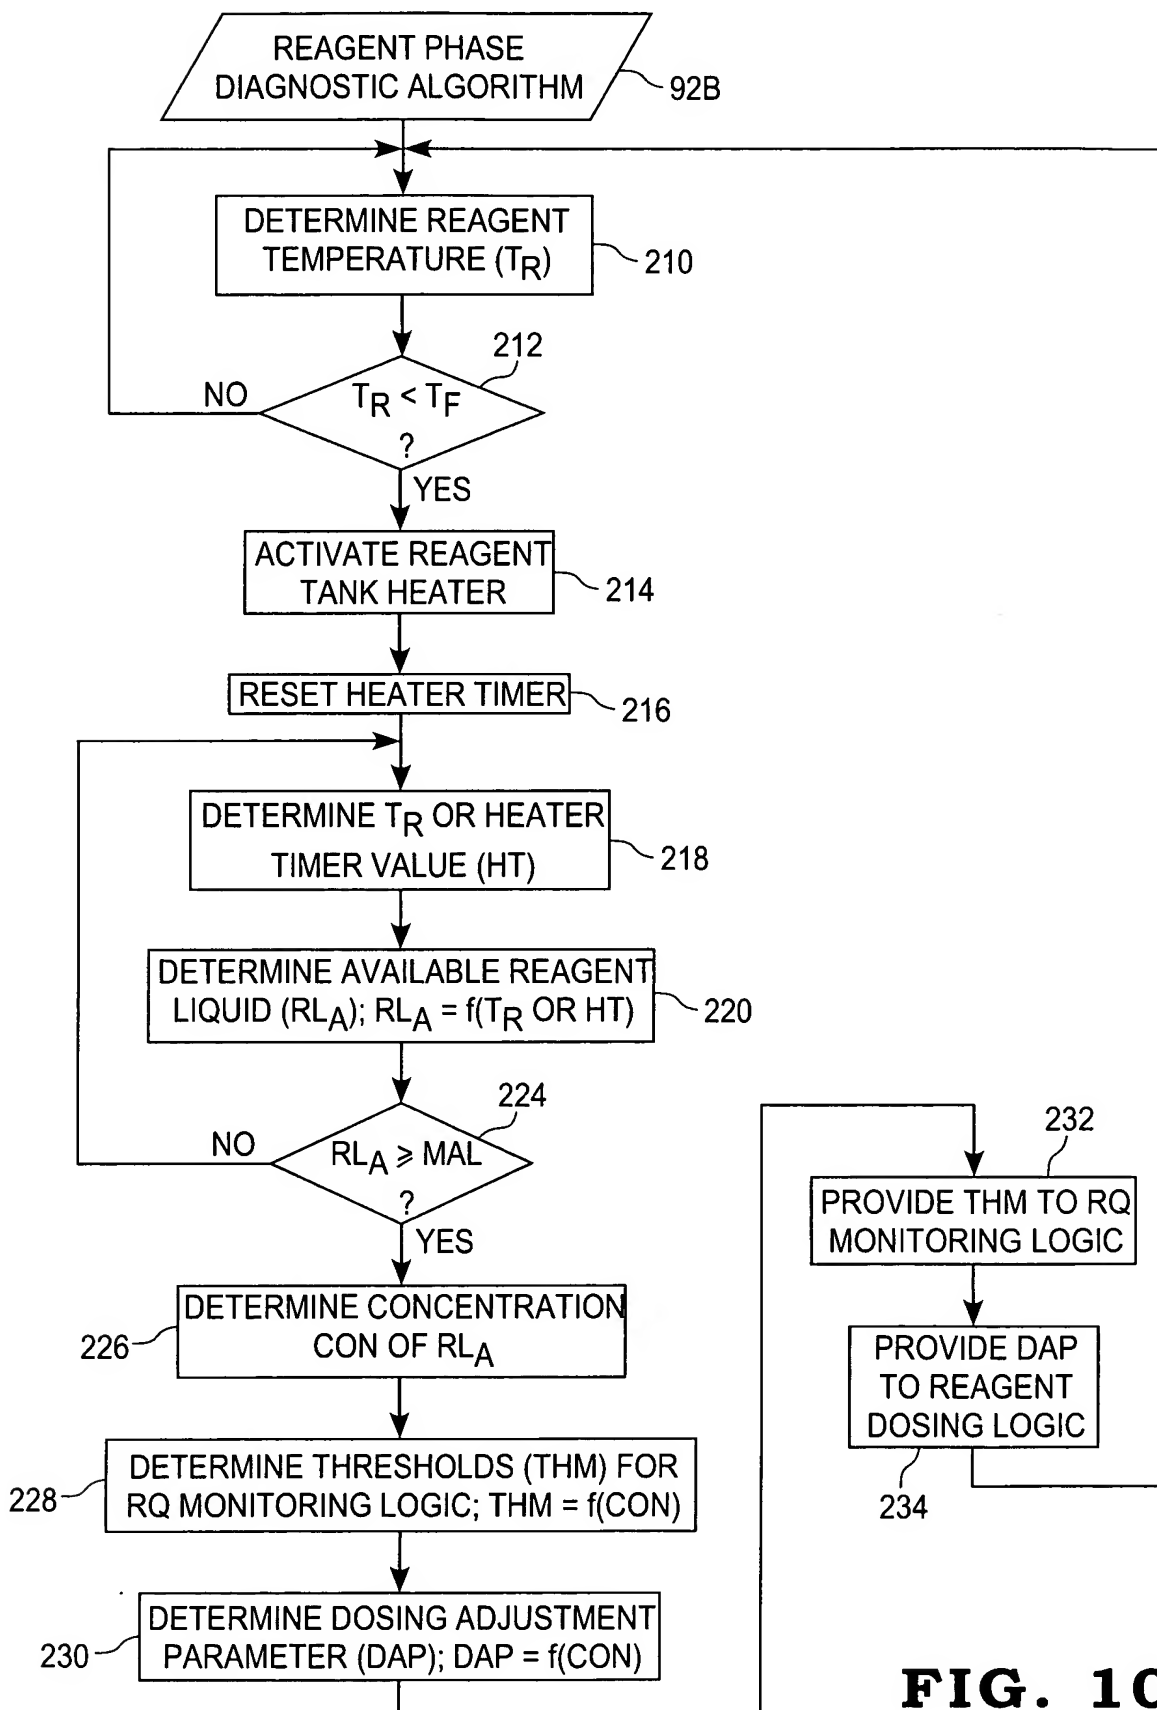 REAGENT PHASE
DIAGNOSTIC ALGORITHM
92B
DETERMINE REAGENT
TEMPERATURE (TR)
210
212
TR < TF
?
NO
YES
ACTIVATE REAGENT
TANK HEATER
214
RESET HEATER TIMER
216
DETERMINE TR OR HEATER
TIMER VALUE (HT)
218
DETERMINE AVAILABLE REAGENT
LIQUID (RLA); RLA = f(TR OR HT)
220
224
RLA ⩾ MAL
?
NO
YES
DETERMINE CONCENTRATION
CON OF RLA
226
DETERMINE THRESHOLDS (THM) FOR
RQ MONITORING LOGIC; THM = f(CON)
228
DETERMINE DOSING ADJUSTMENT
PARAMETER (DAP); DAP = f(CON)
230
232
PROVIDE THM TO RQ
MONITORING LOGIC
PROVIDE DAP
TO REAGENT
DOSING LOGIC
234
FIG. 10